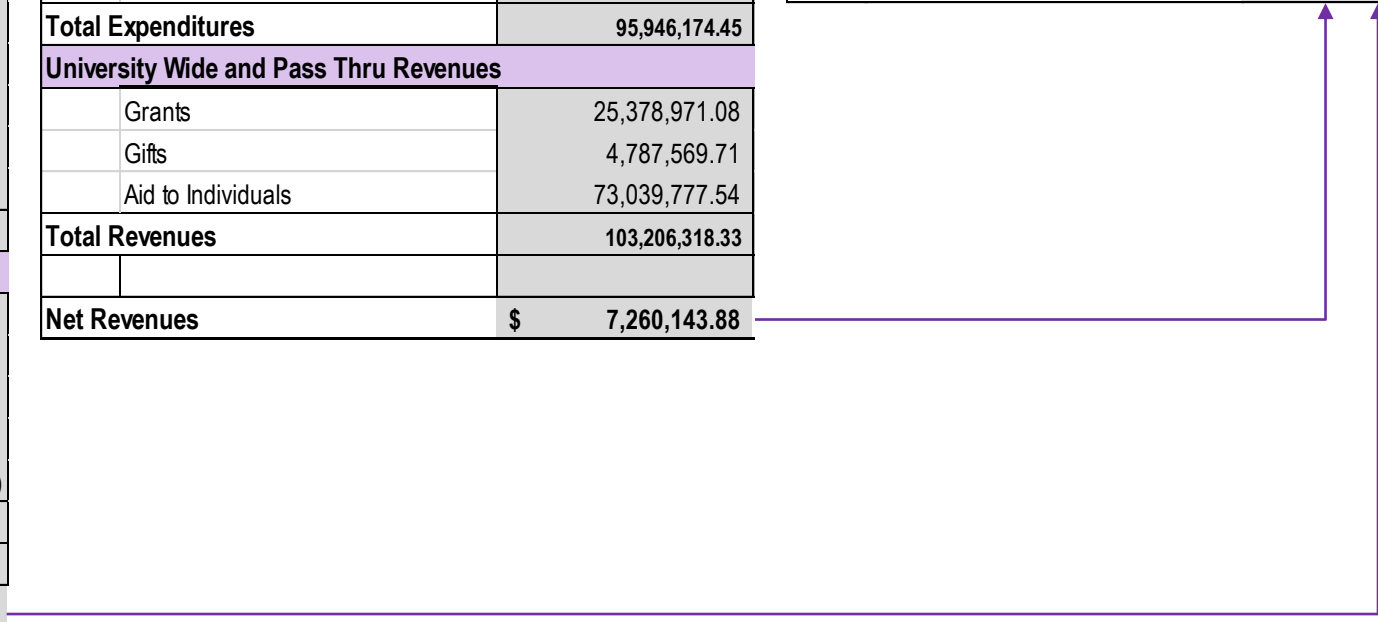 Total Expenditures 95,946,174.45
University Wide and Pass Thru Revenues
Grants 25,378,971.08
Gifts 4,787,569.71
Aid to Individuals 73,039,777.54
Total Revenues 103,206,318.33
Net Revenues $ 7,260,143.88
)